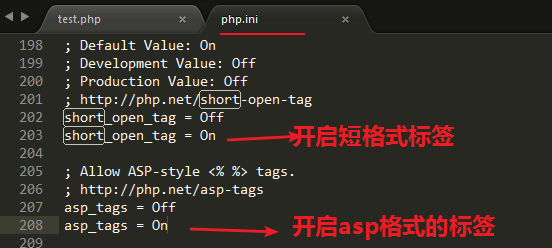 test.php × php.ini ×
198 ; Default Value: On
199 ; Development Value: Off
200 ; Production Value: Off
201 ; http://php.net/short-open-tag
202 short_open_tag = Off
203 short_open_tag = On 开启短格式标签
204
205 ; Allow ASP-style <% %> tags.
206 ; http://php.net/asp-tags
207 asp_tags = Off
208 asp_tags = On 开启asp格式的标签
209